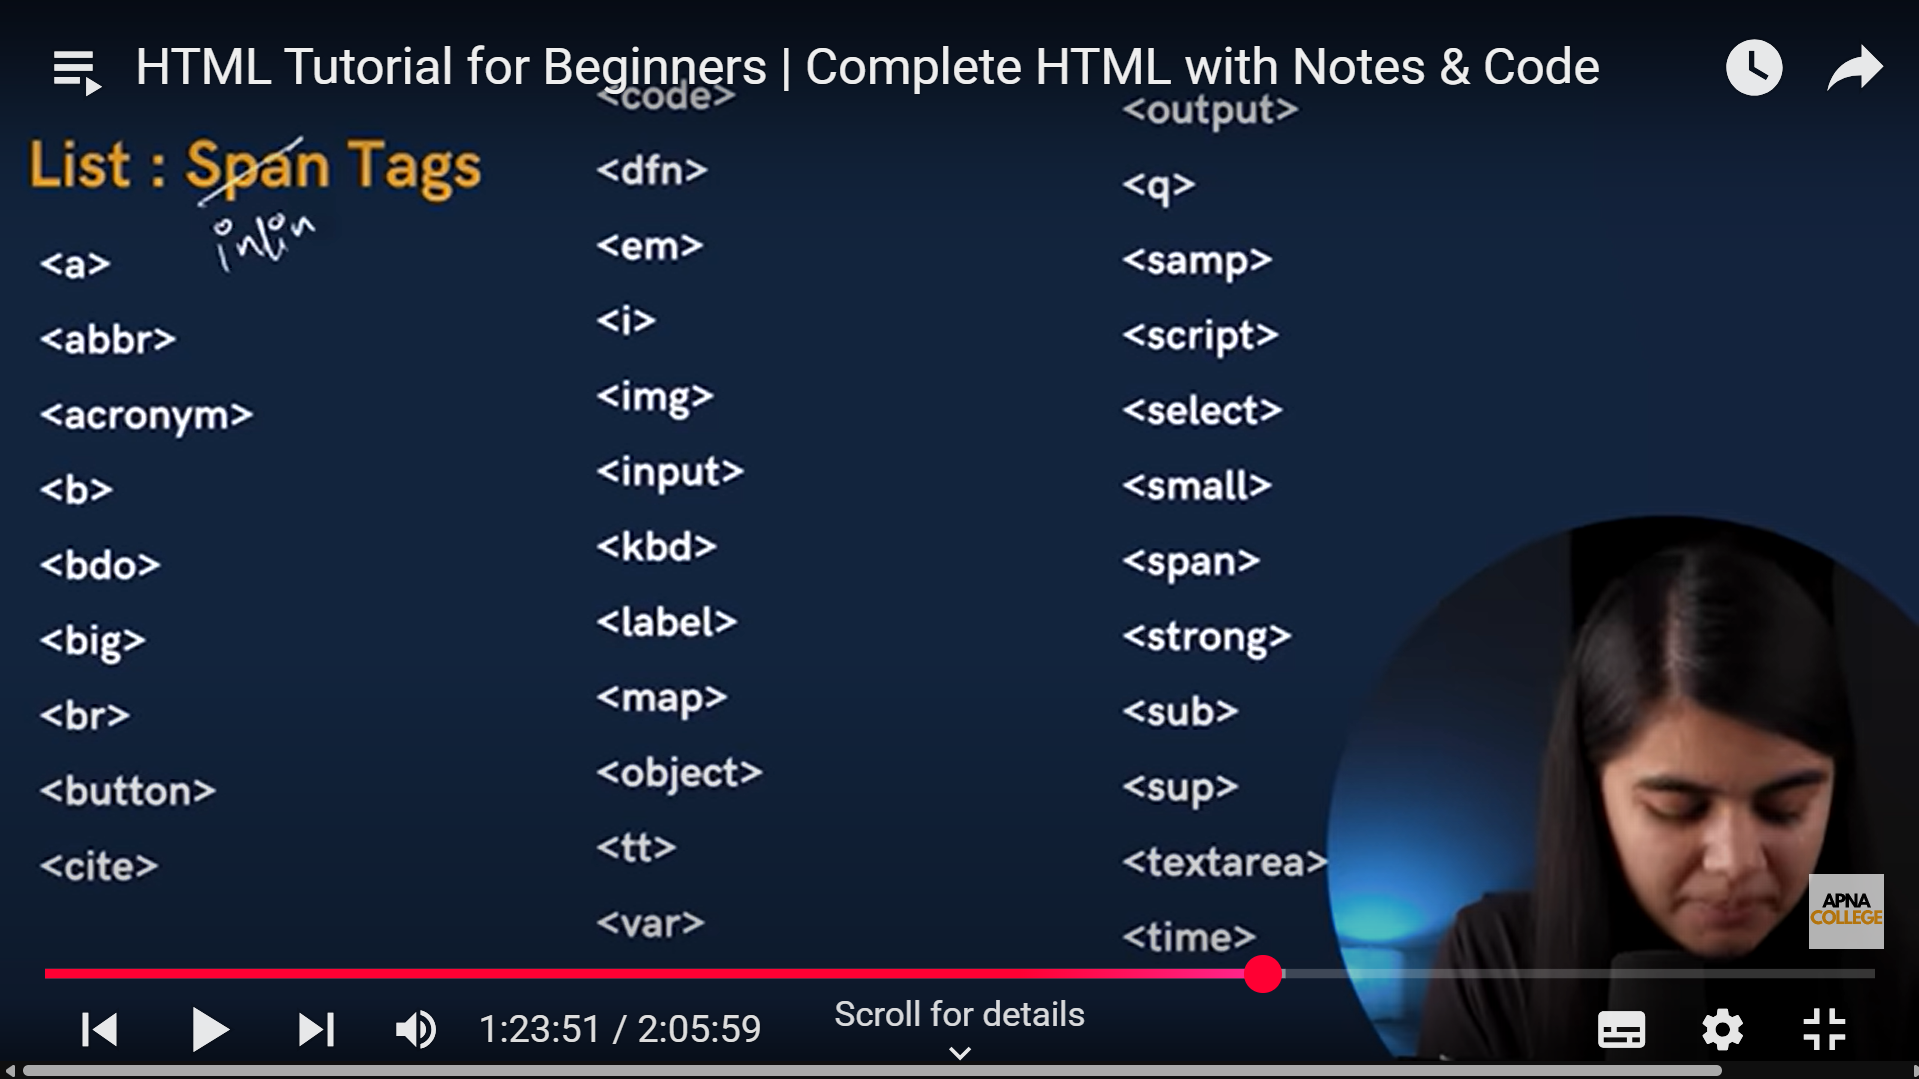 HTML Tutorial for Beginners | Complete HTML with Notes & Code
List : Span Tags
inlin
<a>
<abbr>
<acronym>
<b>
<bdo>
<big>
<br>
<button>
<cite>
<code>
<dfn>
<em>
<i>
<img>
<input>
<kbd>
<label>
<map>
<object>
<tt>
<var>
<output>
<q>
<samp>
<script>
<select>
<small>
<span>
<strong>
<sub>
<sup>
<textarea>
<time>
APNA
COLLEGE
1:23:51 / 2:05:59
Scroll for details